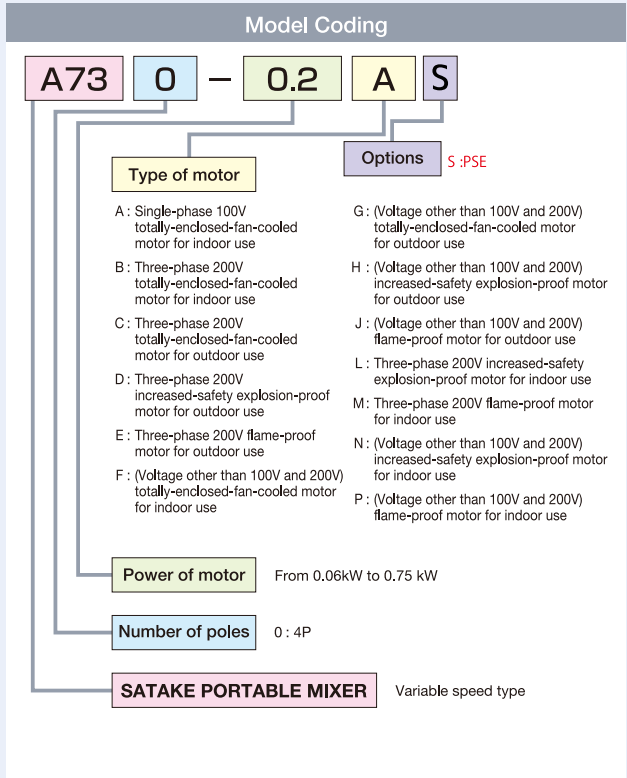 Model Coding
A73 0 – 0.2 A S
Type of motor
Options S :PSE
A : Single-phase 100V
totally-enclosed-fan-cooled
motor for indoor use
B : Three-phase 200V
totally-enclosed-fan-cooled
motor for indoor use
C : Three-phase 200V
totally-enclosed-fan-cooled
motor for outdoor use
D : Three-phase 200V
increased-safety explosion-proof
motor for outdoor use
E : Three-phase 200V flame-proof
motor for outdoor use
F : (Voltage other than 100V and 200V)
totally-enclosed-fan-cooled motor
for indoor use
G : (Voltage other than 100V and 200V)
totally-enclosed-fan-cooled motor
for outdoor use
H : (Voltage other than 100V and 200V)
increased-safety explosion-proof motor
for outdoor use
J : (Voltage other than 100V and 200V)
flame-proof motor for outdoor use
L : Three-phase 200V increased-safety
explosion-proof motor for indoor use
M : Three-phase 200V flame-proof motor
for indoor use
N : (Voltage other than 100V and 200V)
increased-safety explosion-proof motor
for indoor use
P : (Voltage other than 100V and 200V)
flame-proof motor for indoor use
Power of motor From 0.06kW to 0.75 kW
Number of poles 0 : 4P
SATAKE PORTABLE MIXER Variable speed type